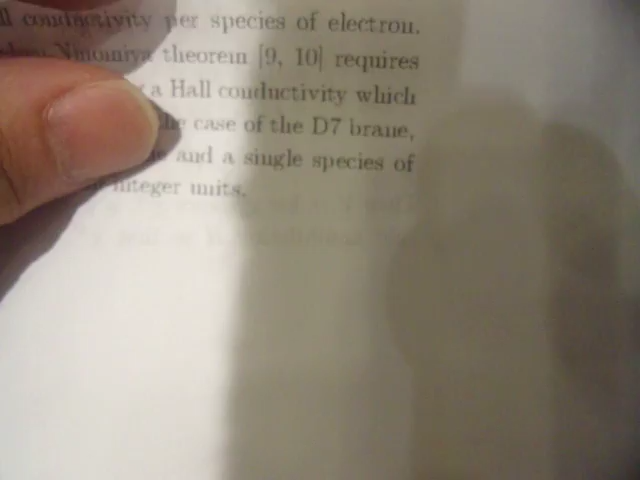 conductivity per species of electron.
theorem [9, 10] requires
a Hall conductivity which
case of the D7 brane,
and a single species of
integer units.